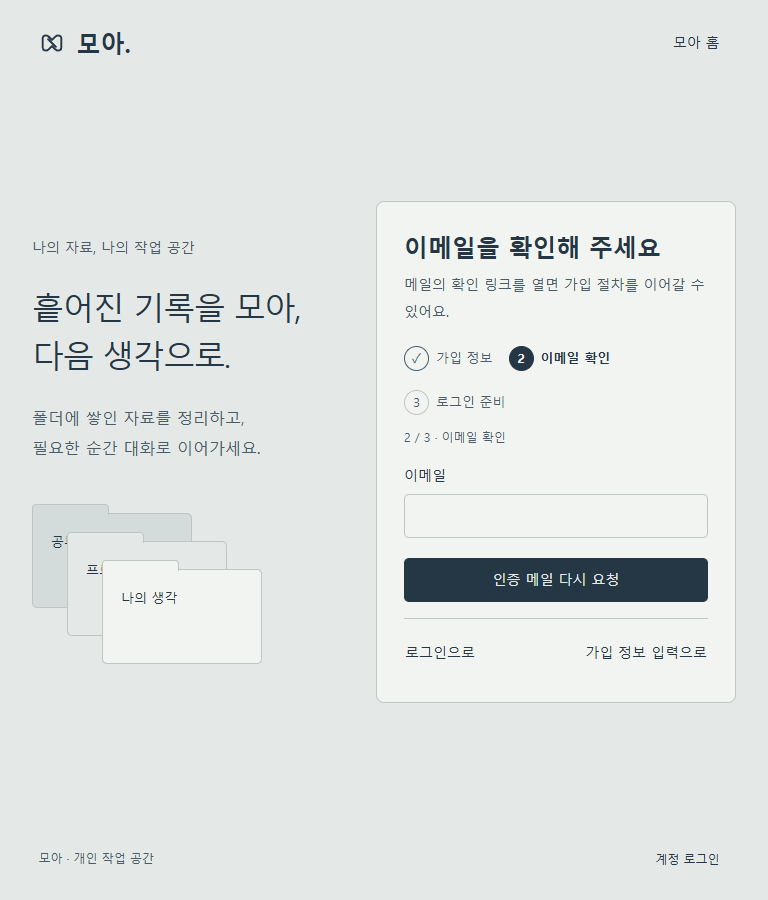 모아.
모아 홈
나의 자료, 나의 작업 공간
흩어진 기록을 모아,
다음 생각으로.
폴더에 쌓인 자료를 정리하고,
필요한 순간 대화로 이어가세요.
나의 생각
이메일을 확인해 주세요
메일의 확인 링크를 열면 가입 절차를 이어갈 수
있어요.
✓ 가입 정보 2 이메일 확인
3 로그인 준비
2 / 3 · 이메일 확인
이메일
인증 메일 다시 요청
로그인으로 가입 정보 입력으로
모아 · 개인 작업 공간
계정 로그인